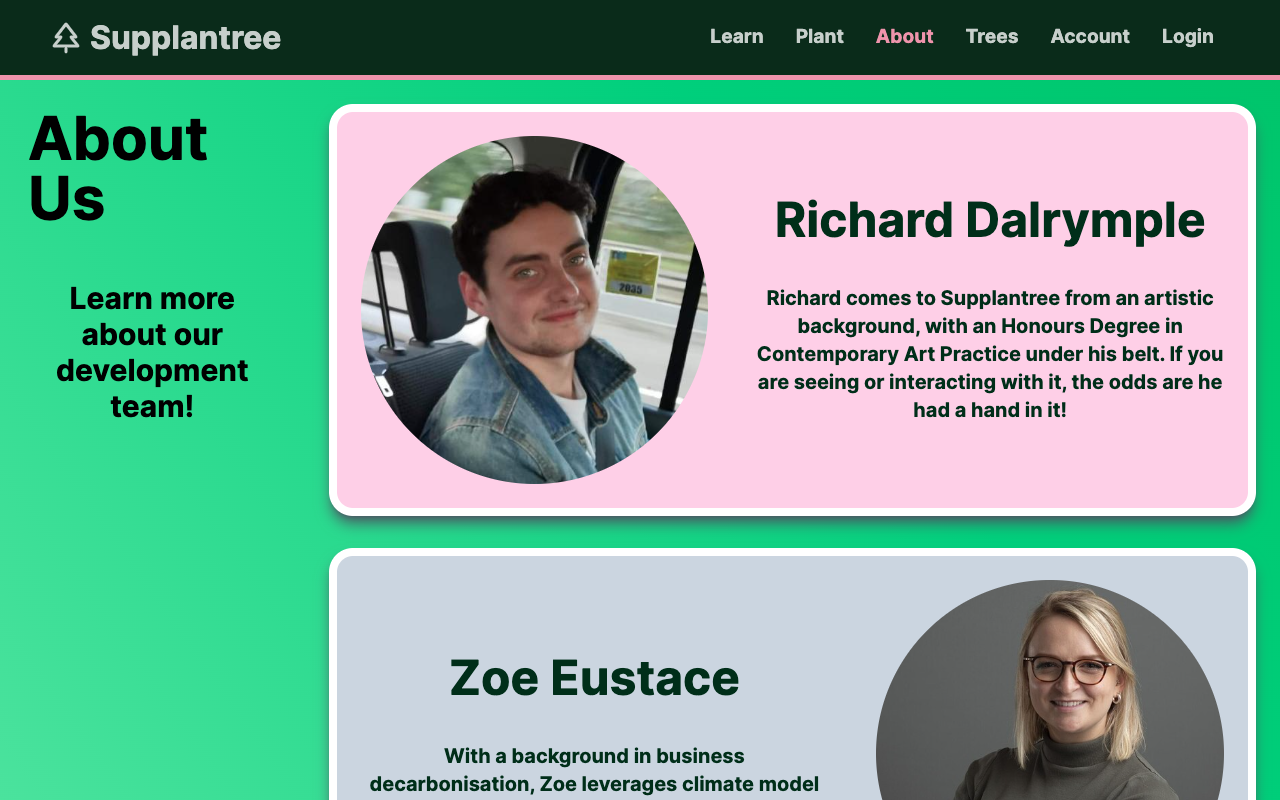 Supplantree
Learn
Plant
About
Trees
Account
Login
About
Us
Learn more
about our
development
team!
Richard Dalrymple
Richard comes to Supplantree from an artistic
background, with an Honours Degree in
Contemporary Art Practice under his belt. If you
are seeing or interacting with it, the odds are he
had a hand in it!
2035
Zoe Eustace
With a background in business
decarbonisation, Zoe leverages climate model